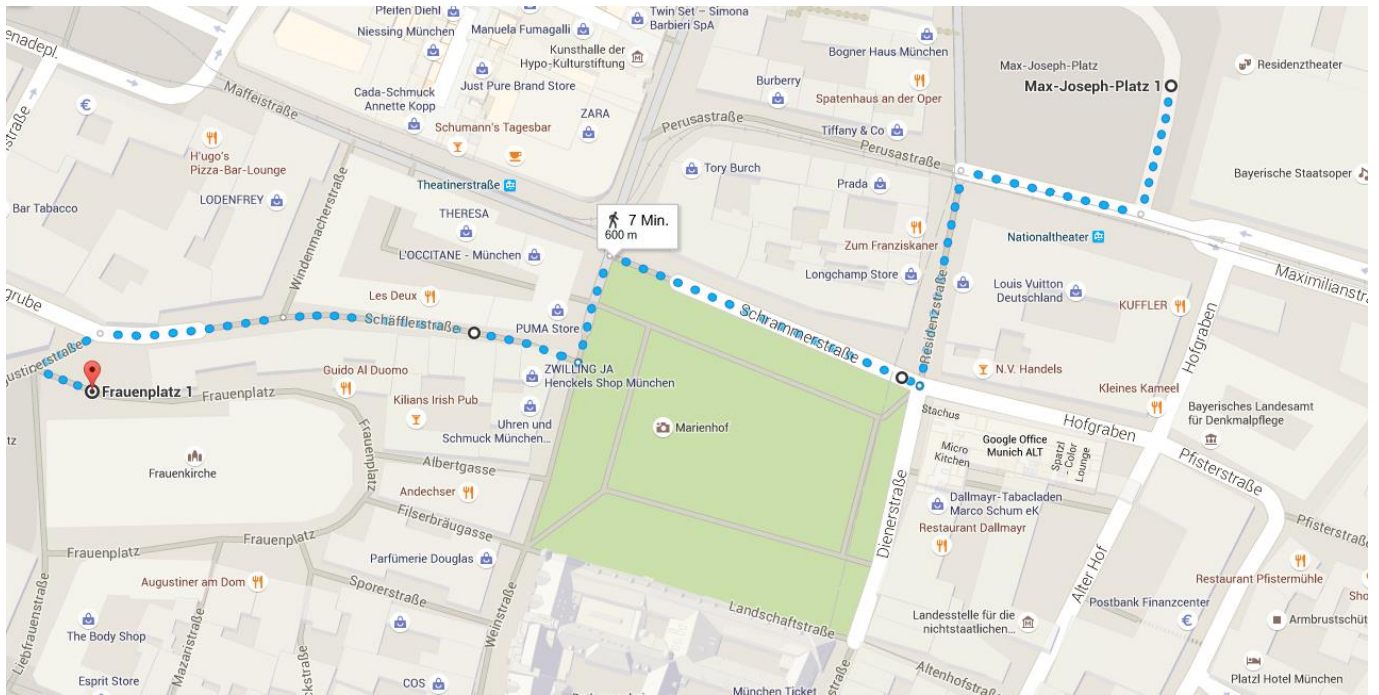 Pfeifen Diehl
Niessing München
Manuela Fumagalli
Twin Set – Simona
Barbieri SpA
Kunsthalle der
Hypo-Kulturstiftung
Bogner Haus München
Max-Joseph-Platz
Max-Joseph-Platz 1
Residenztheater
enadepl.
Maffeistraße
Cada-Schmuck
Annette Kopp
Just Pure Brand Store
Burberry
Spatenhaus an der Oper
ZARA
Schumann's Tagesbar
Perusastraße
Tiffany & Co
Perusastraße
H'ugo's
Pizza-Bar-Lounge
Tory Burch
Prada
Bayerische Staatsoper
Theatinerstraße
LODENFREY
Bar Tabacco
Windenmacherstraße
THERESA
L'OCCITANE - München
7 Min.
600 m
Zum Franziskaner
Nationaltheater
Longchamp Store
Louis Vuitton
Deutschland
Maximilianstr
KUFFLER
Les Deux
grube
Schäfflerstraße
PUMA Store
Schrammerstraße
Residenzstraße
Hofgraben
ugustinerstraße
Frauenplatz 1
Frauenplatz
Guido Al Duomo
ZWILLING JA
Henckels Shop München
N.V. Handels
Kleines Kameel
Kilians Irish Pub
Uhren und
Schmuck München...
Marienhof
Stachus
Hofgraben
Bayerisches Landesamt
für Denkmalpflege
Micro
Kitchen
Google Office
Munich ALT
Spatzl
- Color
Lounge
Pfisterstraße
Frauenkirche
Frauenplatz
Albertgasse
Andechser
Filserbräugasse
Dienerstraße
Dallmayr-Tabacladen
Marco Schum eK
Restaurant Dallmayr
Pfisterstraße
Frauenplatz
Frauenplatz
Parfümerie Douglas
Alter Hof
Restaurant Pfistermühle
Augustiner am Dom
Sporerstraße
Weinstraße
Landschaftstraße
Landesstelle für die
nichtstaatlichen...
Postbank Finanzcenter
Armbrustschüt
The Body Shop
Liebfrauenstraße
Mazaristraße
Altenhofstraße
Platzl Hotel München
Esprit Store
COS
München Ticket